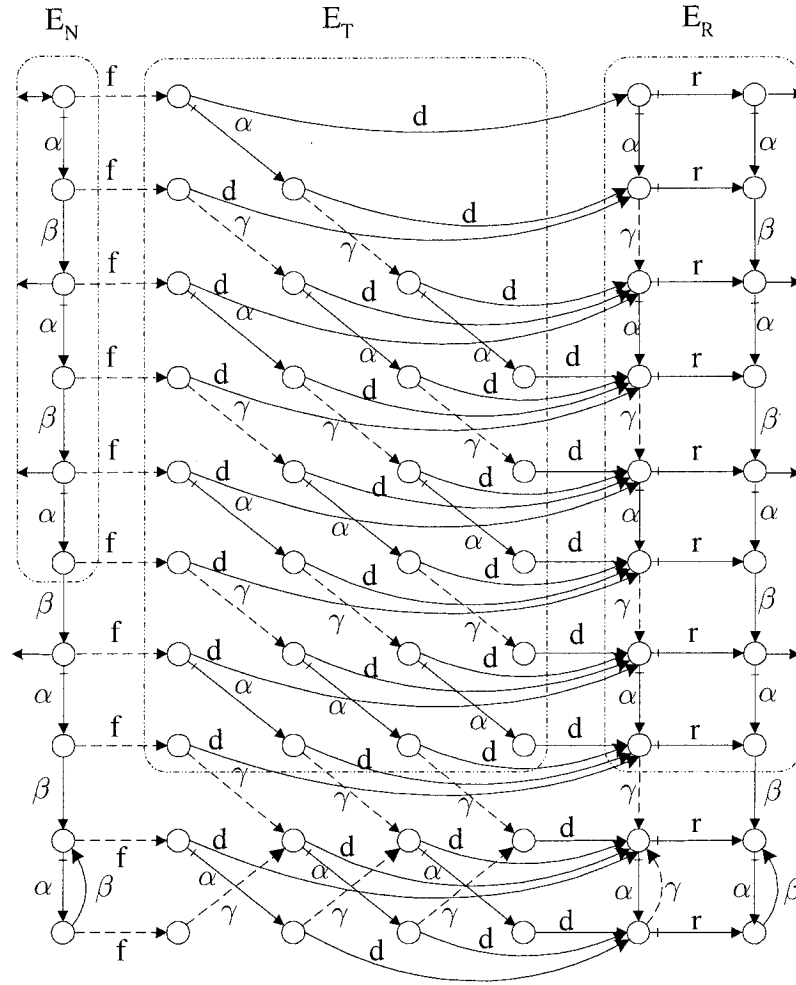 E_N E_T E_R
f r
d
α α α α
f d d r
β γ γ γ β
f d d d r
α α α α α α
f d d d r
β γ γ γ γ β
f d d d d r
α α α α α α
f d d d d r
β γ γ γ γ β
f d d d d r
α α α α α α
f d d d r
β γ γ γ γ β
f d d d d r
α β α γ α γ α γ α γ α β
f d d d r